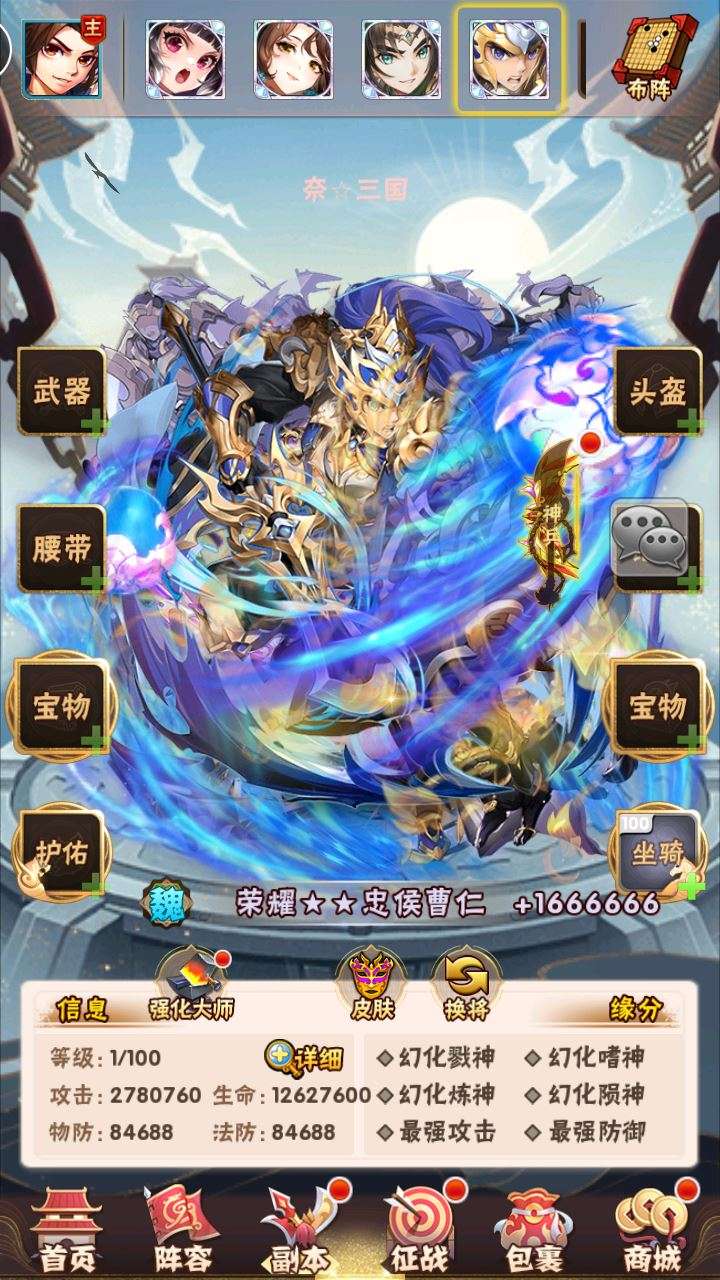 主
布阵
奈☆三国
武器
头盔
神兵
腰带
宝物
宝物
护佑
100
坐骑
魏 荣耀★★忠侯曹仁 +1666666
强化大师 皮肤 换将
信息 缘分
等级: 1/100 详细
攻击: 2780760 生命: 12627600
物防: 84688 法防: 84688
◇幻化戮神 ◇幻化嗜神
◇幻化炼神 ◇幻化陨神
◇最强攻击 ◇最强防御
首页 阵容 副本 征战 包裹 商城